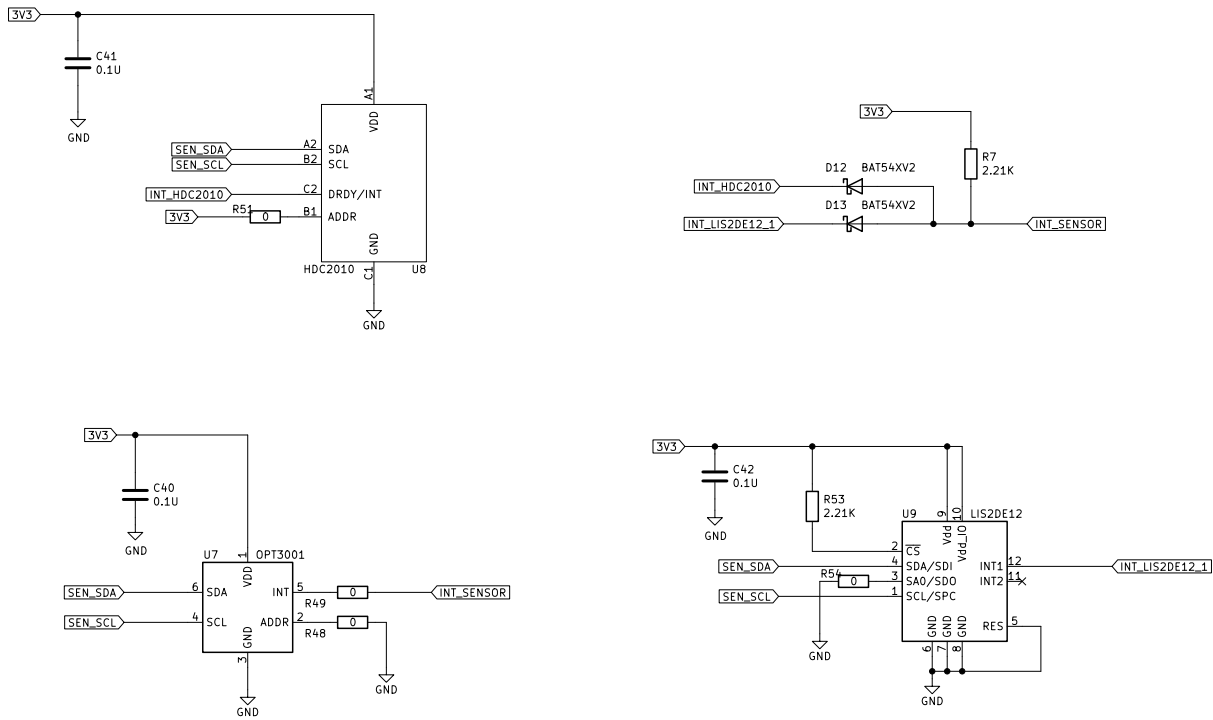 3V3
C41
0.1U
GND
A1
VDD
SEN_SDA
A2
SDA
SEN_SCL
B2
SCL
INT_HDC2010
C2
DRDY/INT
3V3
R51
0
B1
ADDR
GND
HDC2010
C1
U8
GND
3V3
R7
2.21K
D12
BAT54XV2
INT_HDC2010
D13
BAT54XV2
INT_LIS2DE12_1
INT_SENSOR
3V3
C40
0.1U
GND
U7
1
OPT3001
VDD
SEN_SDA
6
SDA
INT
5
R49
0
INT_SENSOR
SEN_SCL
4
SCL
ADDR
2
R48
0
GND
3
GND
GND
3V3
C42
0.1U
GND
R53
2.21K
U9
9
10
LIS2DE12
Vdd
Vdd_IO
2
CS
SEN_SDA
4
SDA/SDI
INT1
12
INT_LIS2DE12_1
R54
0
3
SA0/SDO
INT2
11
SEN_SCL
1
SCL/SPC
GND
GND
GND
GND
RES
5
6
7
8
GND